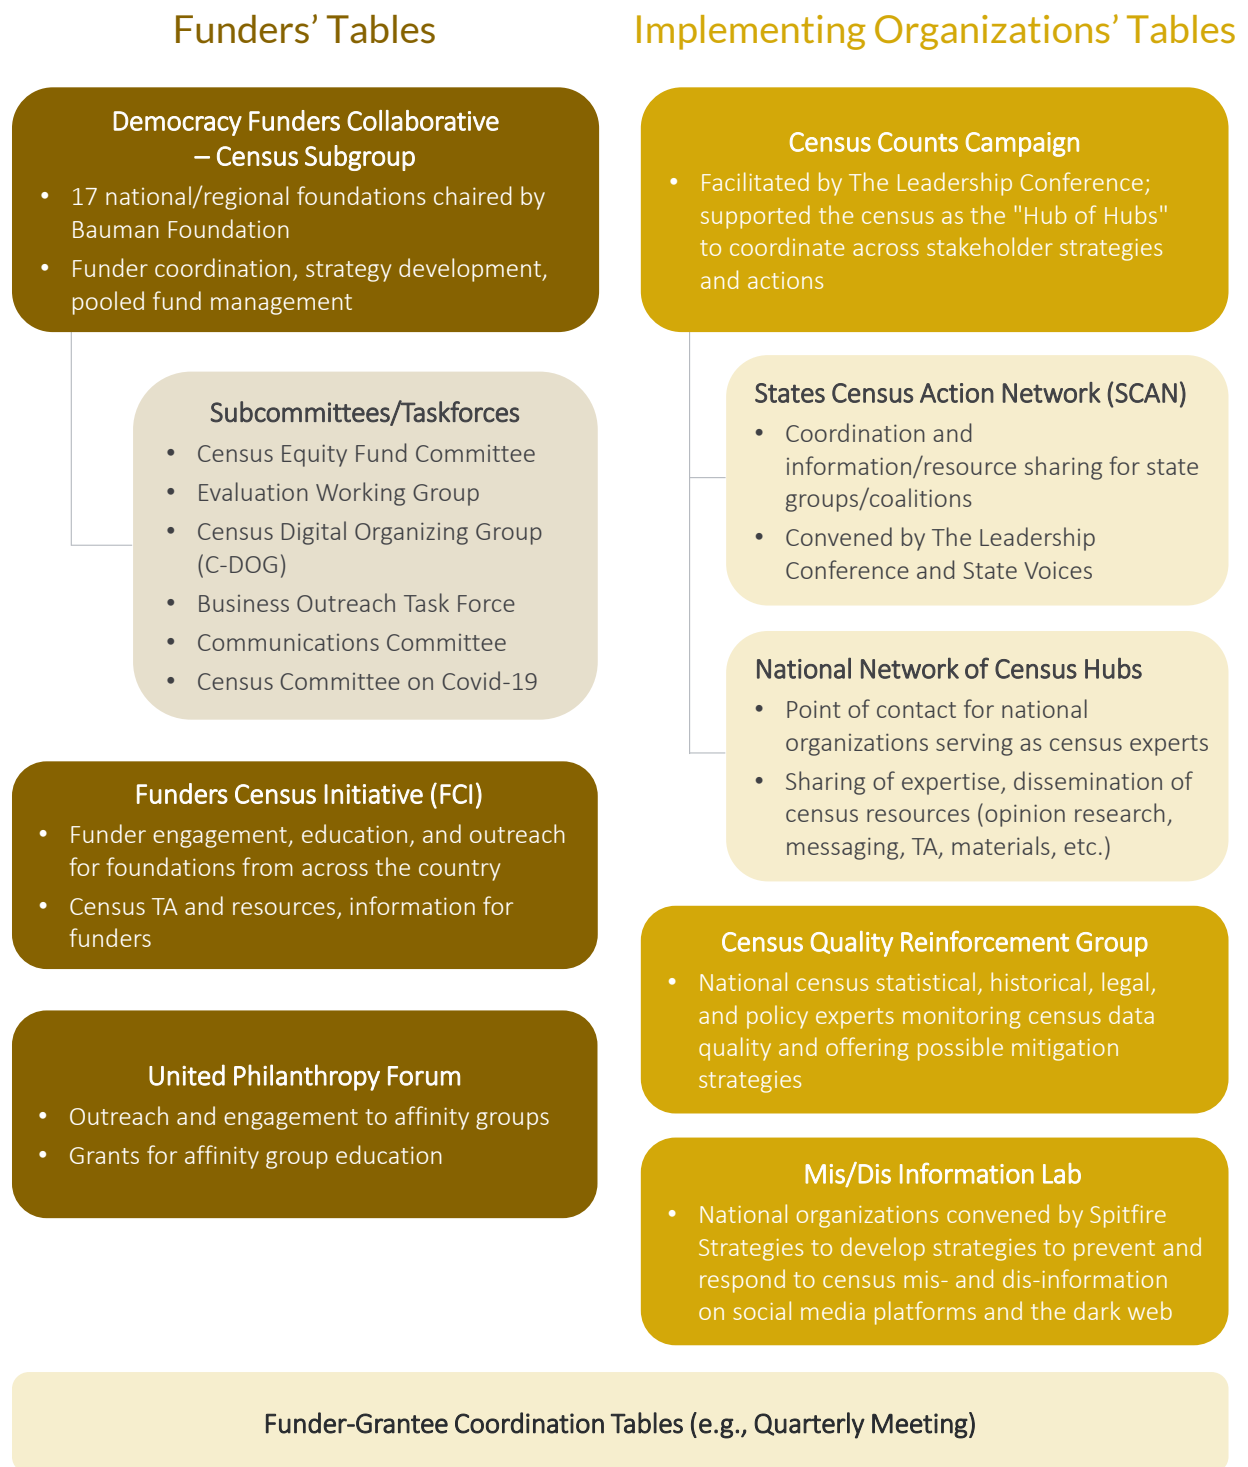 Funders’ Tables
Democracy Funders Collaborative
– Census Subgroup
• 17 national/regional foundations chaired by
Bauman Foundation
• Funder coordination, strategy development,
pooled fund management
Subcommittees/Taskforces
• Census Equity Fund Committee
• Evaluation Working Group
• Census Digital Organizing Group
(C-DOG)
• Business Outreach Task Force
• Communications Committee
• Census Committee on Covid-19
Funders Census Initiative (FCI)
• Funder engagement, education, and outreach
for foundations from across the country
• Census TA and resources, information for
funders
United Philanthropy Forum
• Outreach and engagement to affinity groups
• Grants for affinity group education
Implementing Organizations’ Tables
Census Counts Campaign
• Facilitated by The Leadership Conference;
supported the census as the "Hub of Hubs"
to coordinate across stakeholder strategies
and actions
States Census Action Network (SCAN)
• Coordination and
information/resource sharing for state
groups/coalitions
• Convened by The Leadership
Conference and State Voices
National Network of Census Hubs
• Point of contact for national
organizations serving as census experts
• Sharing of expertise, dissemination of
census resources (opinion research,
messaging, TA, materials, etc.)
Census Quality Reinforcement Group
• National census statistical, historical, legal,
and policy experts monitoring census data
quality and offering possible mitigation
strategies
Mis/Dis Information Lab
• National organizations convened by Spitfire
Strategies to develop strategies to prevent and
respond to census mis- and dis-information
on social media platforms and the dark web
Funder-Grantee Coordination Tables (e.g., Quarterly Meeting)